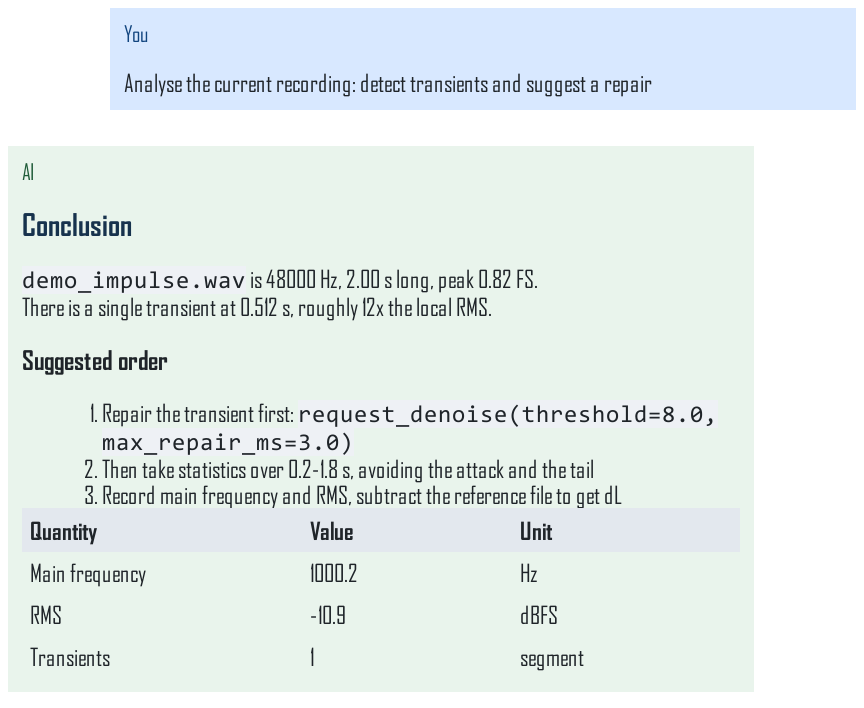 You
Analyse the current recording: detect transients and suggest a repair
AI
Conclusion
demo_impulse.wav is 48000 Hz, 2.00 s long, peak 0.82 FS.
There is a single transient at 0.512 s, roughly 12x the local RMS.
Suggested order
1. Repair the transient first: request_denoise(threshold=8.0,
max_repair_ms=3.0)
2. Then take statistics over 0.2-1.8 s, avoiding the attack and the tail
3. Record main frequency and RMS, subtract the reference file to get dL
Quantity Value Unit
Main frequency 1000.2 Hz
RMS -10.9 dBFS
Transients 1 segment